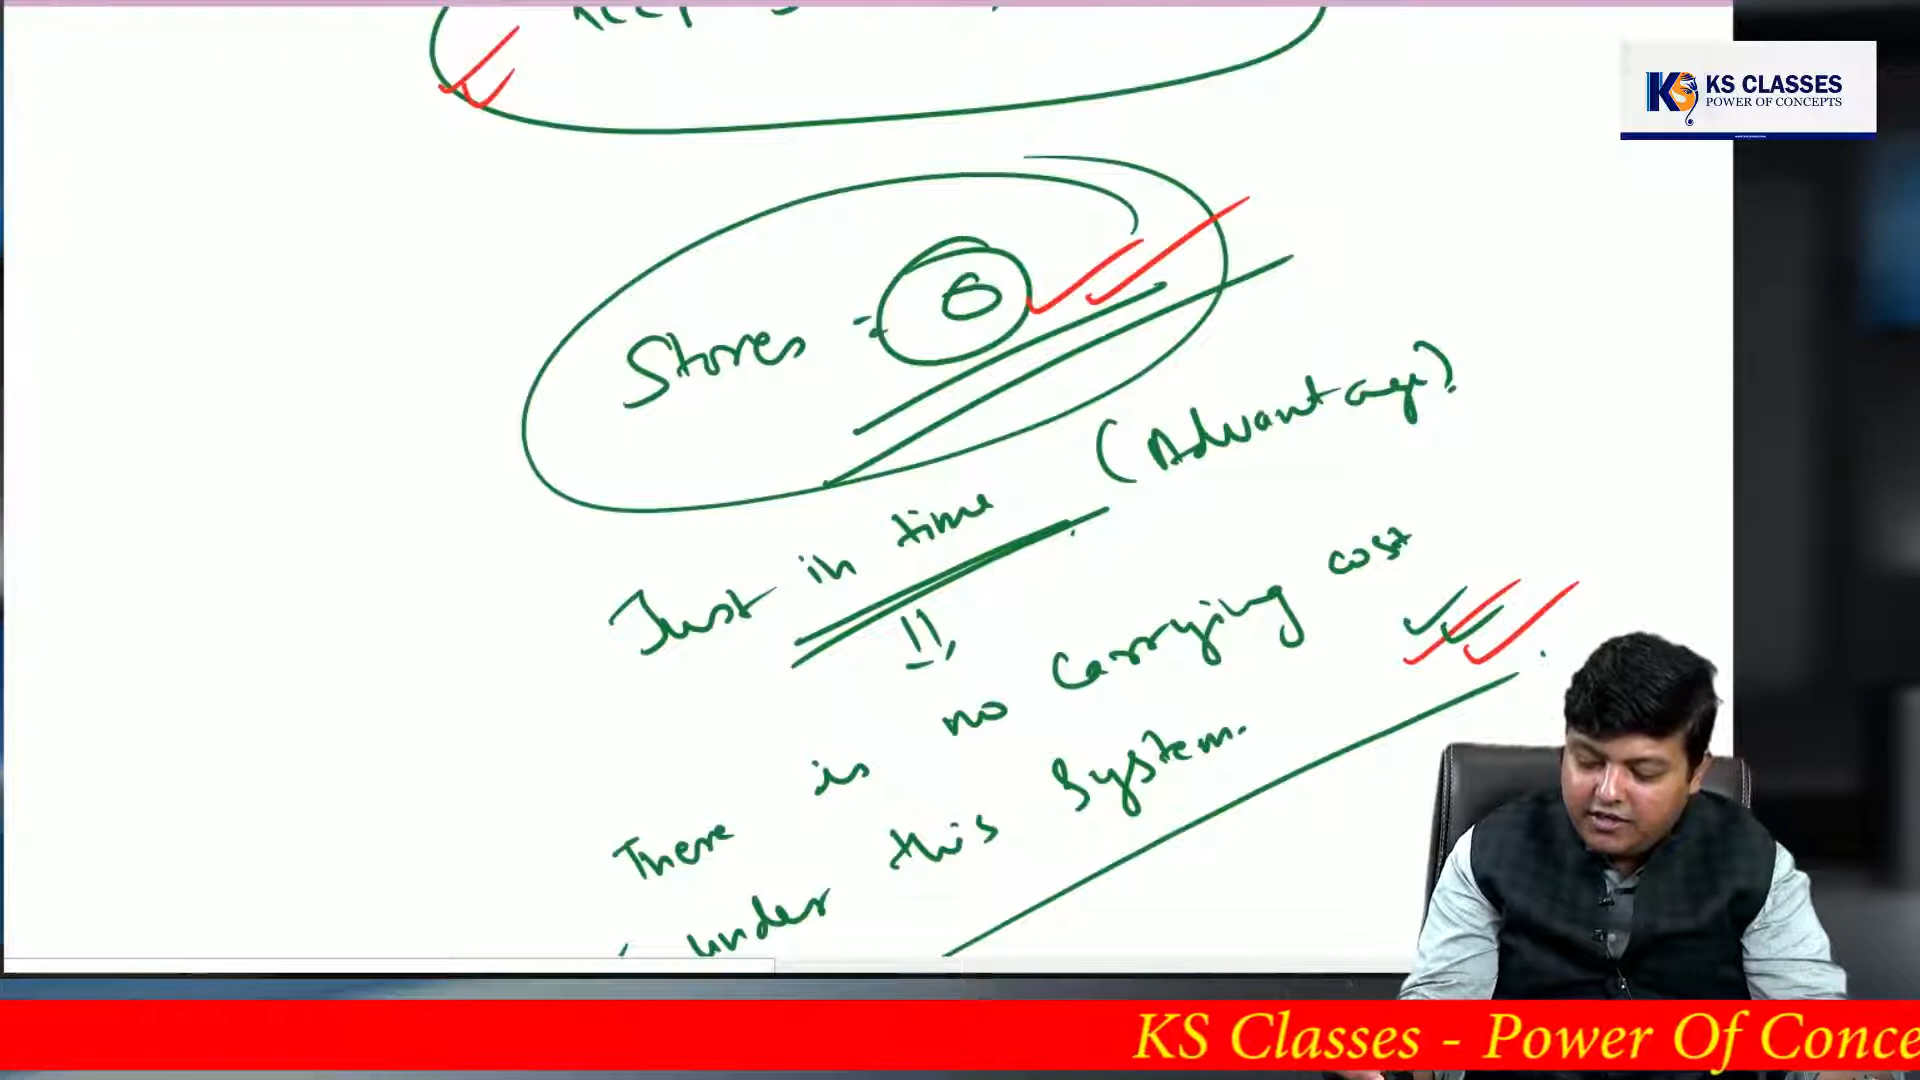 KS CLASSES
POWER OF CONCEPTS
Stores = 0
Just in time (Advantage)
There is no carrying cost
under this system.
KS Classes - Power Of Conce